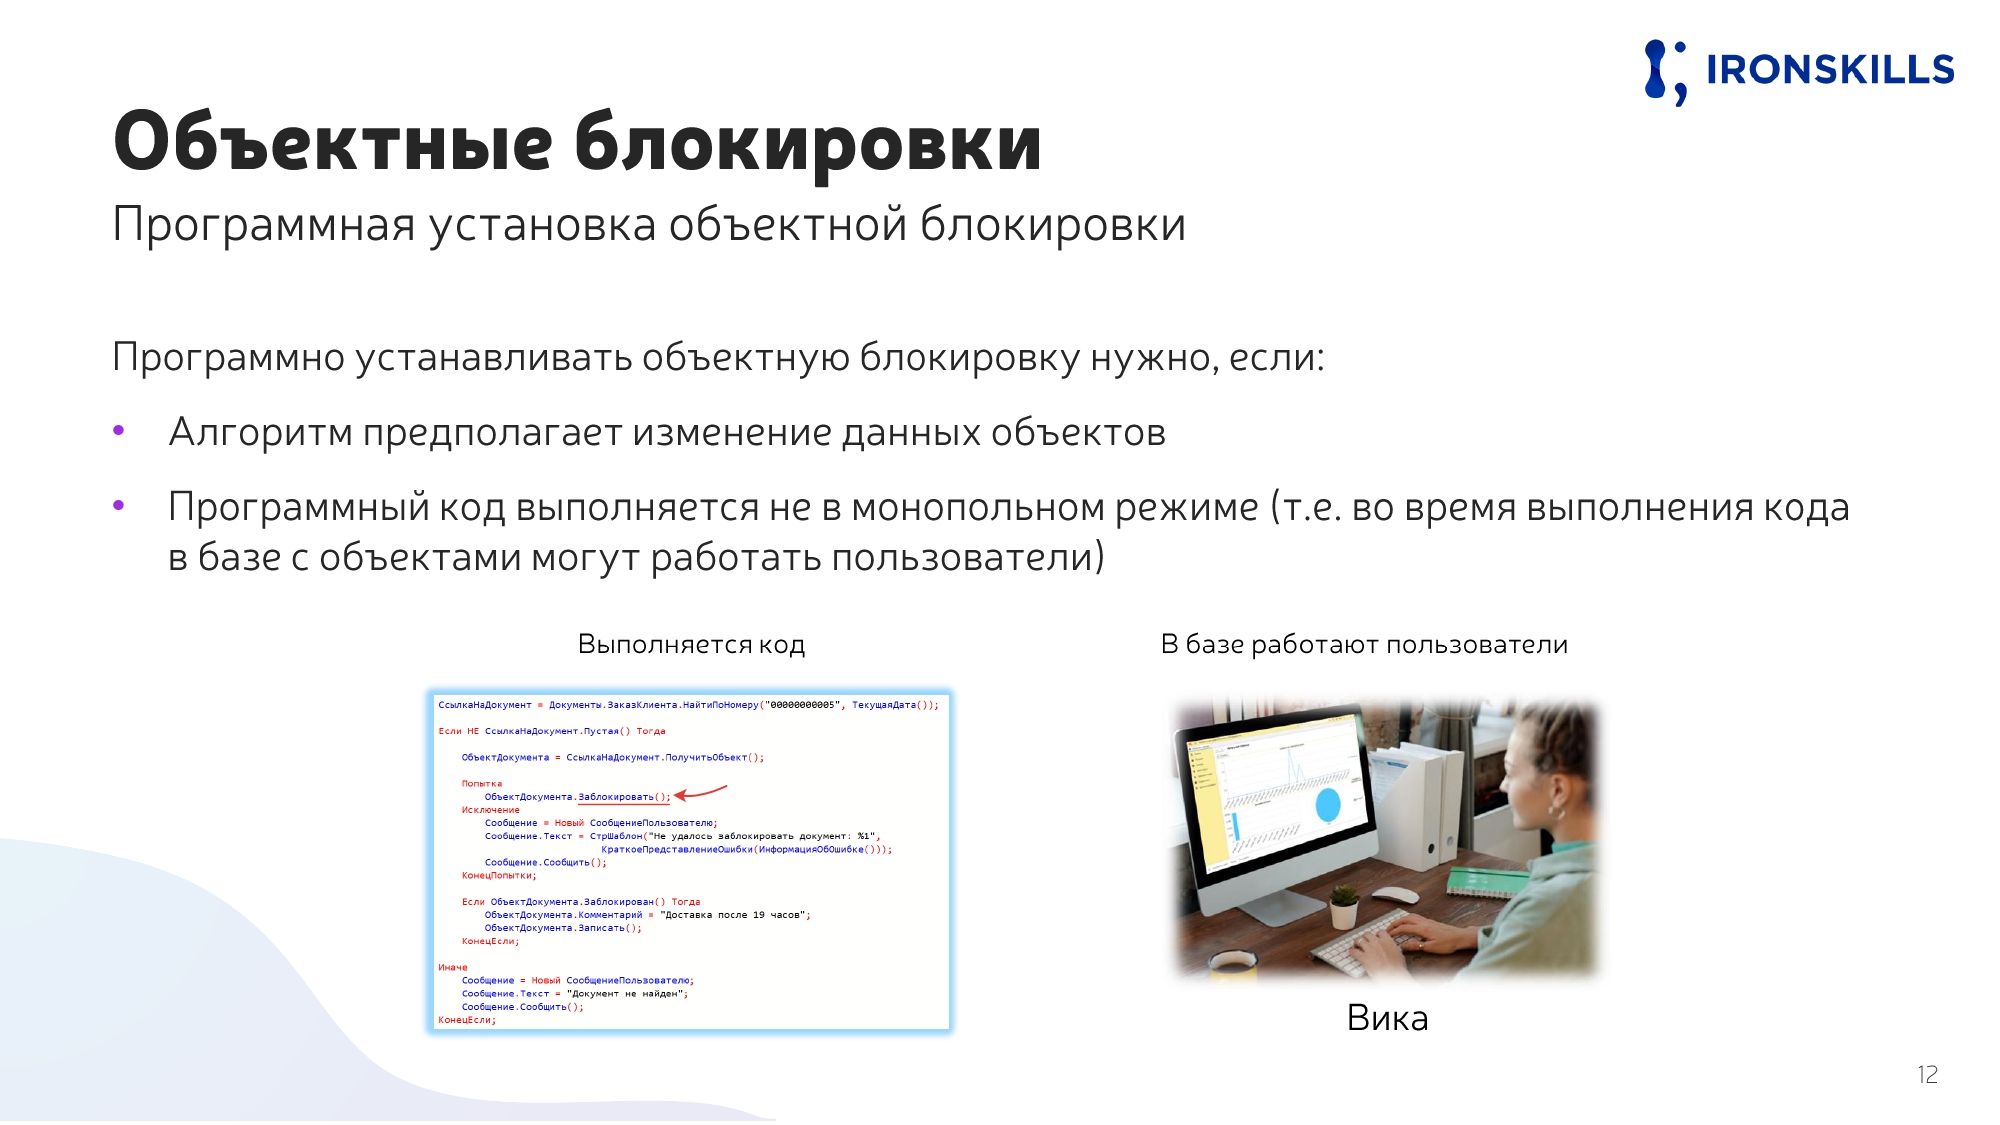 IRONSKILLS
Объектные блокировки
Программная установка объектной блокировки
Программно устанавливать объектную блокировку нужно, если:
• Алгоритм предполагает изменение данных объектов
• Программный код выполняется не в монопольном режиме (т.е. во время выполнения кода
в базе с объектами могут работать пользователи)
Выполняется код
СсылкаНаДокумент = Документы.ЗаказКлиента.НайтиПоНомеру("00000000005", ТекущаяДата());
Если НЕ СсылкаНаДокумент.Пустая() Тогда
ОбъектДокумента = СсылкаНаДокумент.ПолучитьОбъект();
Попытка
ОбъектДокумента.Заблокировать();
Исключение
Сообщение = Новый СообщениеПользователю;
Сообщение.Текст = СтрШаблон("Не удалось заблокировать документ: %1",
КраткоеПредставлениеОшибки(ИнформацияОбОшибке()));
Сообщение.Сообщить();
КонецПопытки;
Если ОбъектДокумента.Заблокирован() Тогда
ОбъектДокумента.Комментарий = "Доставка после 19 часов";
ОбъектДокумента.Записать();
КонецЕсли;
Иначе
Сообщение = Новый СообщениеПользователю;
Сообщение.Текст = "Документ не найден";
Сообщение.Сообщить();
КонецЕсли;
В базе работают пользователи
Вика
12